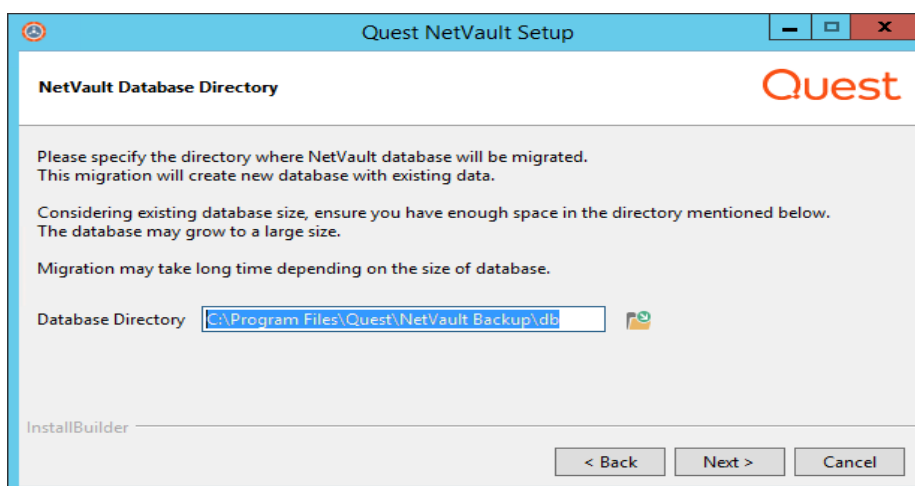 Quest NetVault Setup
NetVault Database Directory
Quest
Please specify the directory where NetVault database will be migrated.
This migration will create new database with existing data.
Considering existing database size, ensure you have enough space in the directory mentioned below.
The database may grow to a large size.
Migration may take long time depending on the size of database.
Database Directory C:\Program Files\Quest\NetVault Backup\db
InstallBuilder
< Back Next > Cancel